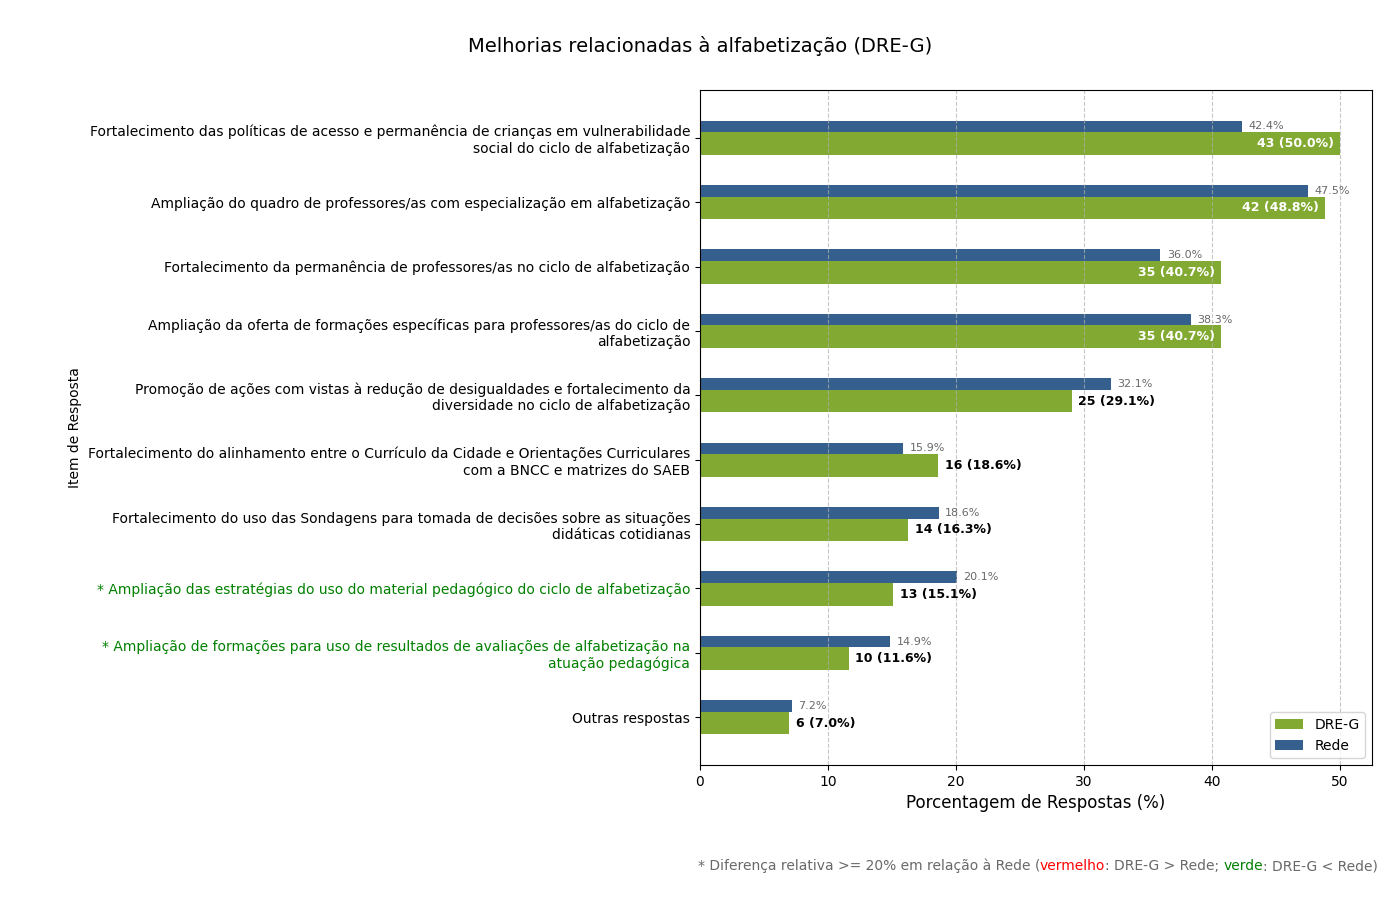 Melhorias relacionadas à alfabetização (DRE-G)
Item de Resposta
Fortalecimento das políticas de acesso e permanência de crianças em vulnerabilidade
social do ciclo de alfabetização
42.4%
43 (50.0%)
Ampliação do quadro de professores/as com especialização em alfabetização
47.5%
42 (48.8%)
Fortalecimento da permanência de professores/as no ciclo de alfabetização
36.0%
35 (40.7%)
Ampliação da oferta de formações específicas para professores/as do ciclo de
alfabetização
38.3%
35 (40.7%)
Promoção de ações com vistas à redução de desigualdades e fortalecimento da
diversidade no ciclo de alfabetização
32.1%
25 (29.1%)
Fortalecimento do alinhamento entre o Currículo da Cidade e Orientações Curriculares
com a BNCC e matrizes do SAEB
15.9%
16 (18.6%)
Fortalecimento do uso das Sondagens para tomada de decisões sobre as situações
didáticas cotidianas
18.6%
14 (16.3%)
* Ampliação das estratégias do uso do material pedagógico do ciclo de alfabetização
20.1%
13 (15.1%)
* Ampliação de formações para uso de resultados de avaliações de alfabetização na
atuação pedagógica
14.9%
10 (11.6%)
Outras respostas
7.2%
6 (7.0%)
DRE-G
Rede
0 10 20 30 40 50
Porcentagem de Respostas (%)
* Diferença relativa >= 20% em relação à Rede (vermelho: DRE-G > Rede; verde: DRE-G < Rede)